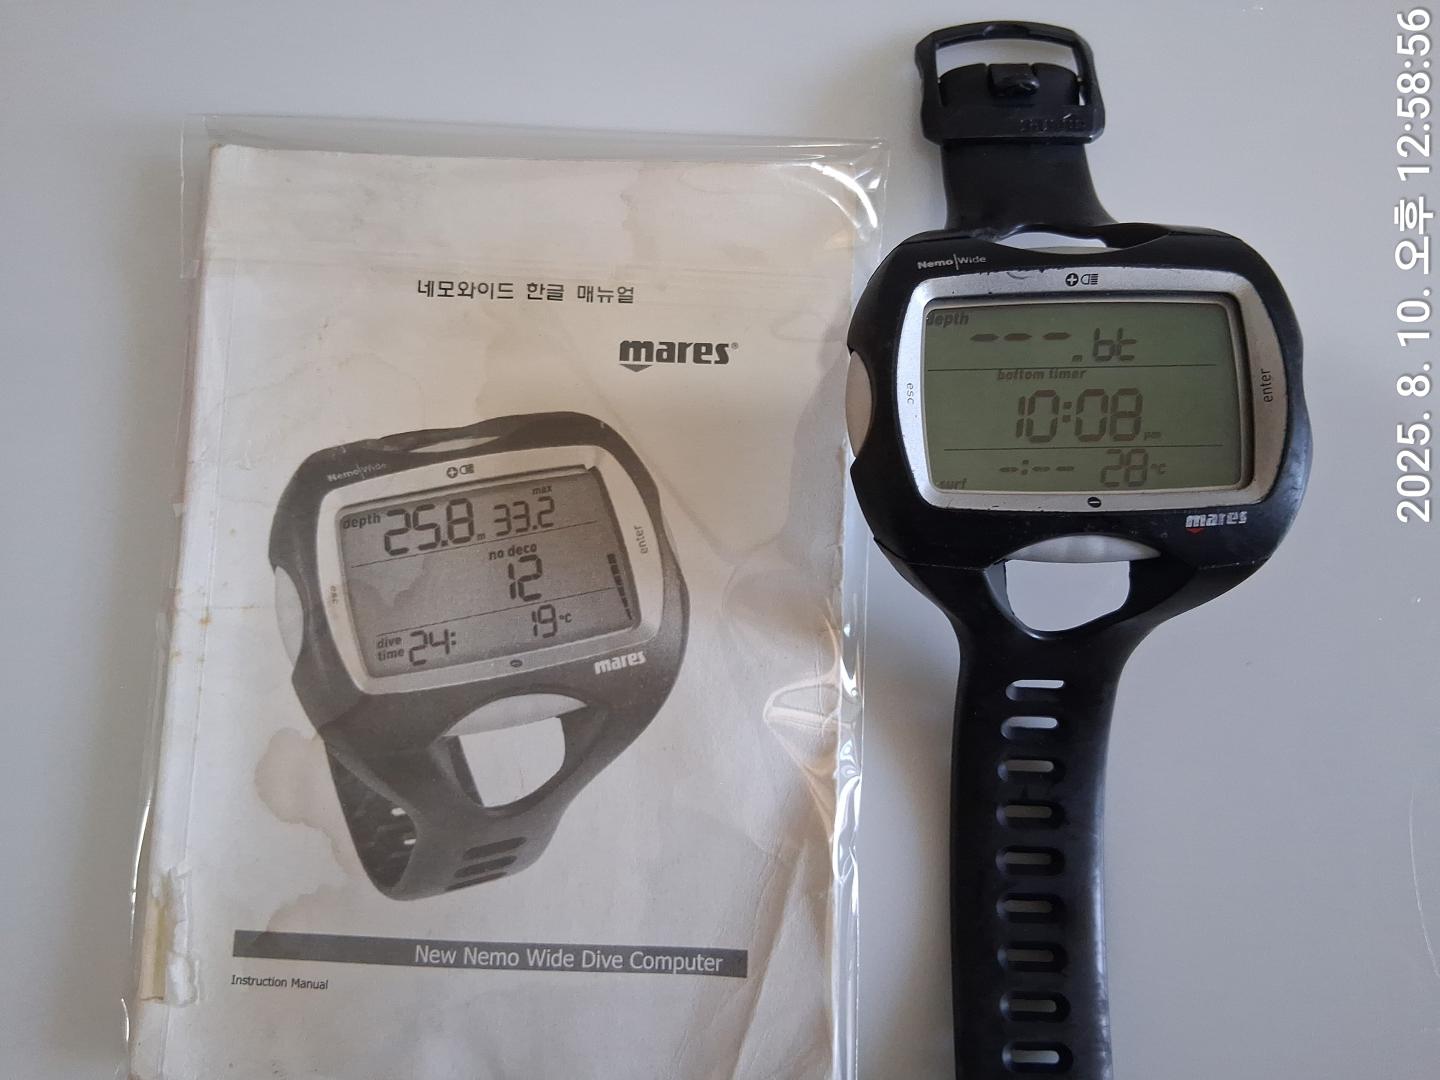 네모와이드 한글 매뉴얼
mares®
Nemo|Wide
depth 25.8 m 33.2 max
no deco
12
dive time 24: 19 °C
esc
enter
mares
New Nemo Wide Dive Computer
Instruction Manual
Nemo|Wide
depth
---. m bt
bottom timer
10:08 pm
surf -:-- 28 °C
esc
enter
mares
2025. 8. 10. 오후 12:58:56